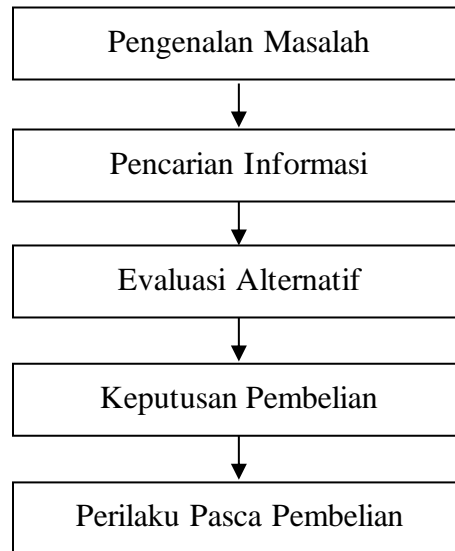 Pengenalan Masalah
Pencarian Informasi
Evaluasi Alternatif
Keputusan Pembelian
Perilaku Pasca Pembelian